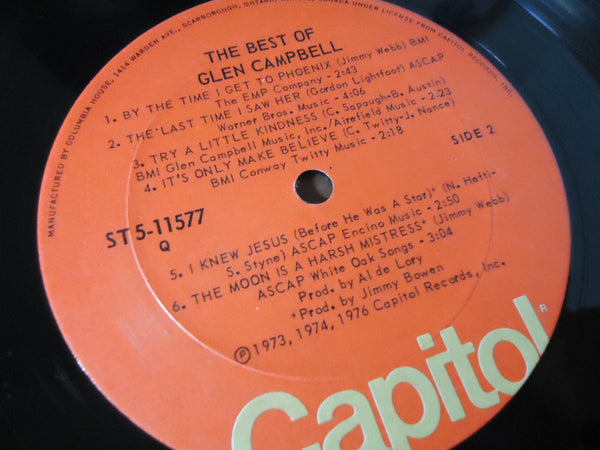 MANUFACTURED BY COLUMBIA HOUSE, 1414 WARDEN AVE., SCARBOROUGH, ONTARIO CANADA UNDER LICENSE FROM CAPITOL RECORDS, INC.
THE BEST OF
GLEN CAMPBELL
1. BY THE TIME I GET TO PHOENIX (Jimmy Webb) BMI
The EMP Company - 2:43
2. THE LAST TIME I SAW HER (Gordon Lightfoot) ASCAP
Warner Bros. Music - 4:06
3. TRY A LITTLE KINDNESS (C. Sapaugh-B. Austin)
BMI Glen Campbell Music, Inc./Airefield Music - 2:23
4. IT'S ONLY MAKE BELIEVE (C. Twitty-J. Nance)
BMI Conway Twitty Music - 2:18
SIDE 2
ST 5-11577
Q
5. I KNEW JESUS (Before He Was A Star)* (N. Hefti-
S. Styne) ASCAP Encino Music - 2:50
6. THE MOON IS A HARSH MISTRESS* (Jimmy Webb)
ASCAP White Oak Songs - 3:04
Prod. by Al de Lory
*Prod. by Jimmy Bowen
℗1973, 1974, 1976 Capitol Records, Inc.
Capitol®